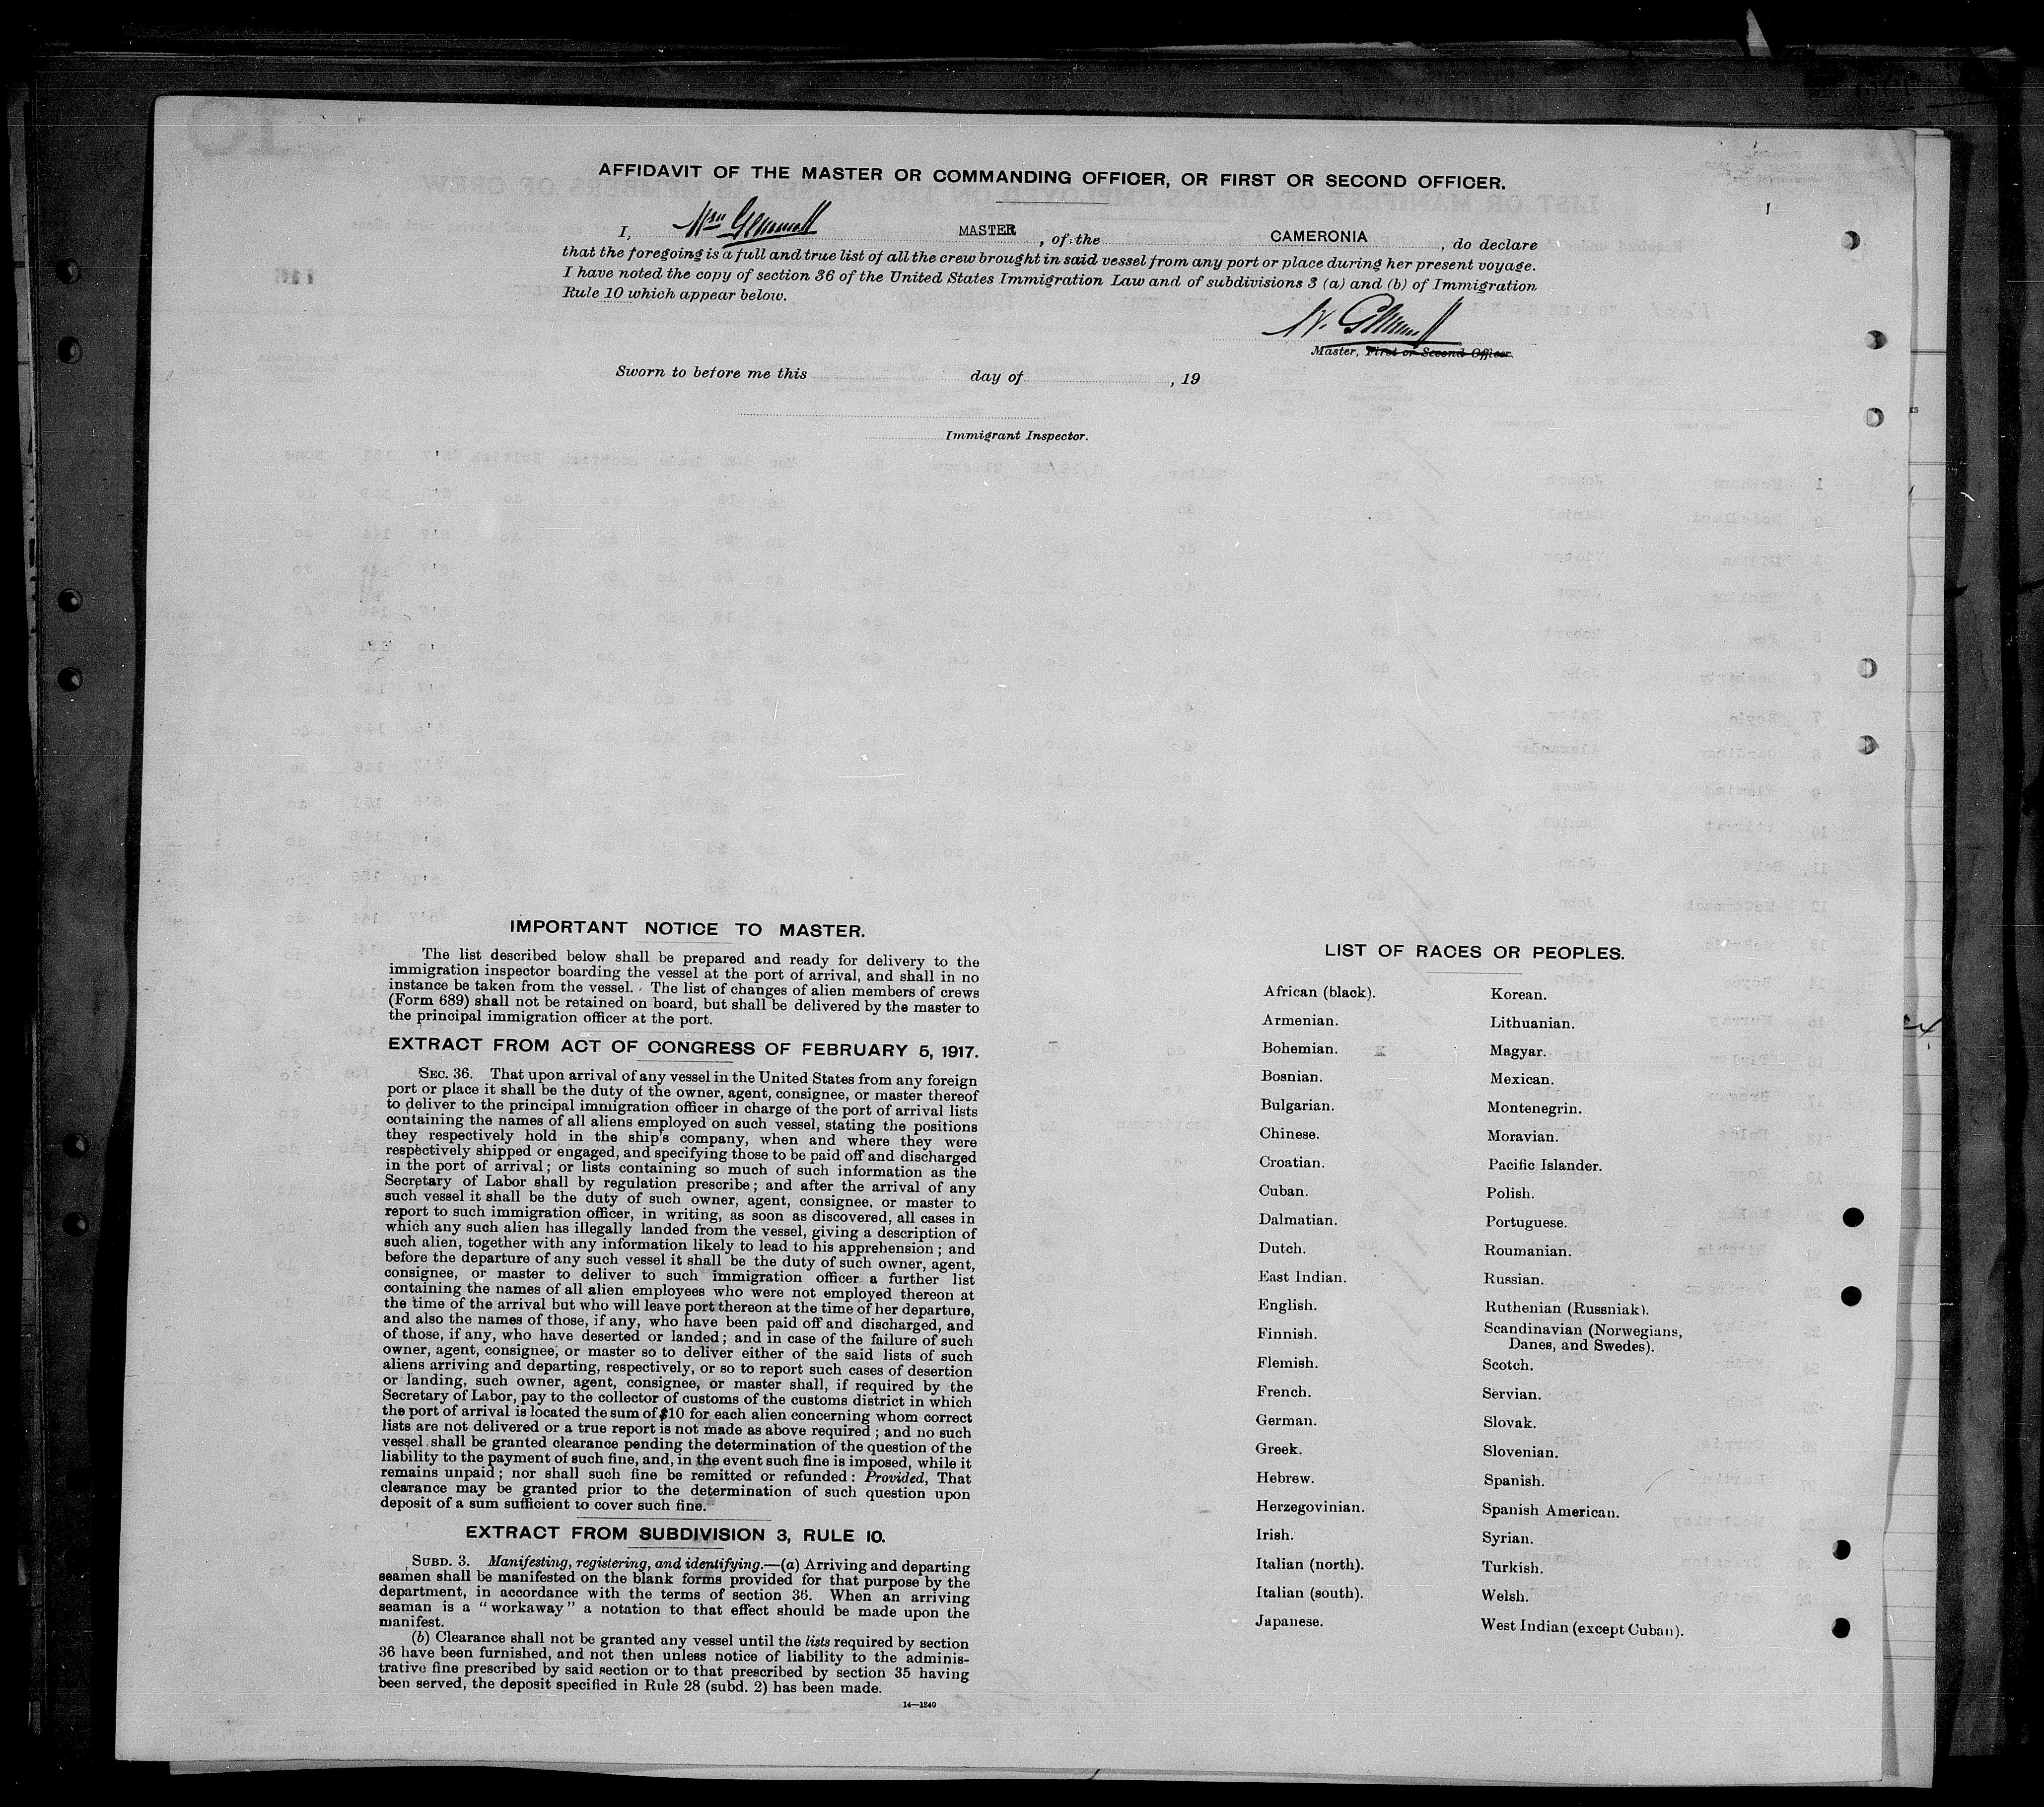 AFFIDAVIT OF THE MASTER OR COMMANDING OFFICER, OR FIRST OR SECOND OFFICER.
I, Wm Gemmell MASTER, of the CAMERONIA, do declare
that the foregoing is a full and true list of all the crew brought in said vessel from any port or place during her present voyage.
I have noted the copy of section 36 of the United States Immigration Law and of subdivisions 3 (a) and (b) of Immigration
Rule 10 which appear below.
W. Gemmell
Master, First or Second Officer.
Sworn to before me this day of , 19
Immigrant Inspector.
IMPORTANT NOTICE TO MASTER.
The list described below shall be prepared and ready for delivery to the
immigration inspector boarding the vessel at the port of arrival, and shall in no
instance be taken from the vessel. The list of changes of alien members of crews
(Form 689) shall not be retained on board, but shall be delivered by the master to
the principal immigration officer at the port.
EXTRACT FROM ACT OF CONGRESS OF FEBRUARY 5, 1917.
SEC. 36. That upon arrival of any vessel in the United States from any foreign
port or place it shall be the duty of the owner, agent, consignee, or master thereof
to deliver to the principal immigration officer in charge of the port of arrival lists
containing the names of all aliens employed on such vessel, stating the positions
they respectively hold in the ship's company, when and where they were
respectively shipped or engaged, and specifying those to be paid off and discharged
in the port of arrival; or lists containing so much of such information as the
Secretary of Labor shall by regulation prescribe; and after the arrival of any
such vessel it shall be the duty of such owner, agent, consignee, or master to
report to such immigration officer, in writing, as soon as discovered, all cases in
which any such alien has illegally landed from the vessel, giving a description of
such alien, together with any information likely to lead to his apprehension; and
before the departure of any such vessel it shall be the duty of such owner, agent,
consignee, or master to deliver to such immigration officer a further list
containing the names of all alien employees who were not employed thereon at
the time of the arrival but who will leave port thereon at the time of her departure,
and also the names of those, if any, who have been paid off and discharged, and
of those, if any, who have deserted or landed; and in case of the failure of such
owner, agent, consignee, or master so to deliver either of the said lists of such
aliens arriving and departing, respectively, or so to report such cases of desertion
or landing, such owner, agent, consignee, or master shall, if required by the
Secretary of Labor, pay to the collector of customs of the customs district in which
the port of arrival is located the sum of $10 for each alien concerning whom correct
lists are not delivered or a true report is not made as above required; and no such
vessel shall be granted clearance pending the determination of the question of the
liability to the payment of such fine, and, in the event such fine is imposed, while it
remains unpaid; nor shall such fine be remitted or refunded: Provided, That
clearance may be granted prior to the determination of such question upon
deposit of a sum sufficient to cover such fine.
EXTRACT FROM SUBDIVISION 3, RULE 10.
SUBD. 3. Manifesting, registering, and identifying.—(a) Arriving and departing
seamen shall be manifested on the blank forms provided for that purpose by the
department, in accordance with the terms of section 36. When an arriving
seaman is a "workaway" a notation to that effect should be made upon the
manifest.
(b) Clearance shall not be granted any vessel until the lists required by section
36 have been furnished, and not then unless notice of liability to the adminis-
trative fine prescribed by said section or to that prescribed by section 35 having
been served, the deposit specified in Rule 28 (subd. 2) has been made.
14—1240
LIST OF RACES OR PEOPLES.
African (black).
Armenian.
Bohemian.
Bosnian.
Bulgarian.
Chinese.
Croatian.
Cuban.
Dalmatian.
Dutch.
East Indian.
English.
Finnish.
Flemish.
French.
German.
Greek.
Hebrew.
Herzegovinian.
Irish.
Italian (north).
Italian (south).
Japanese.
Korean.
Lithuanian.
Magyar.
Mexican.
Montenegrin.
Moravian.
Pacific Islander.
Polish.
Portuguese.
Roumanian.
Russian.
Ruthenian (Russniak).
Scandinavian (Norwegians,
Danes, and Swedes).
Scotch.
Servian.
Slovak.
Slovenian.
Spanish.
Spanish American.
Syrian.
Turkish.
Welsh.
West Indian (except Cuban).